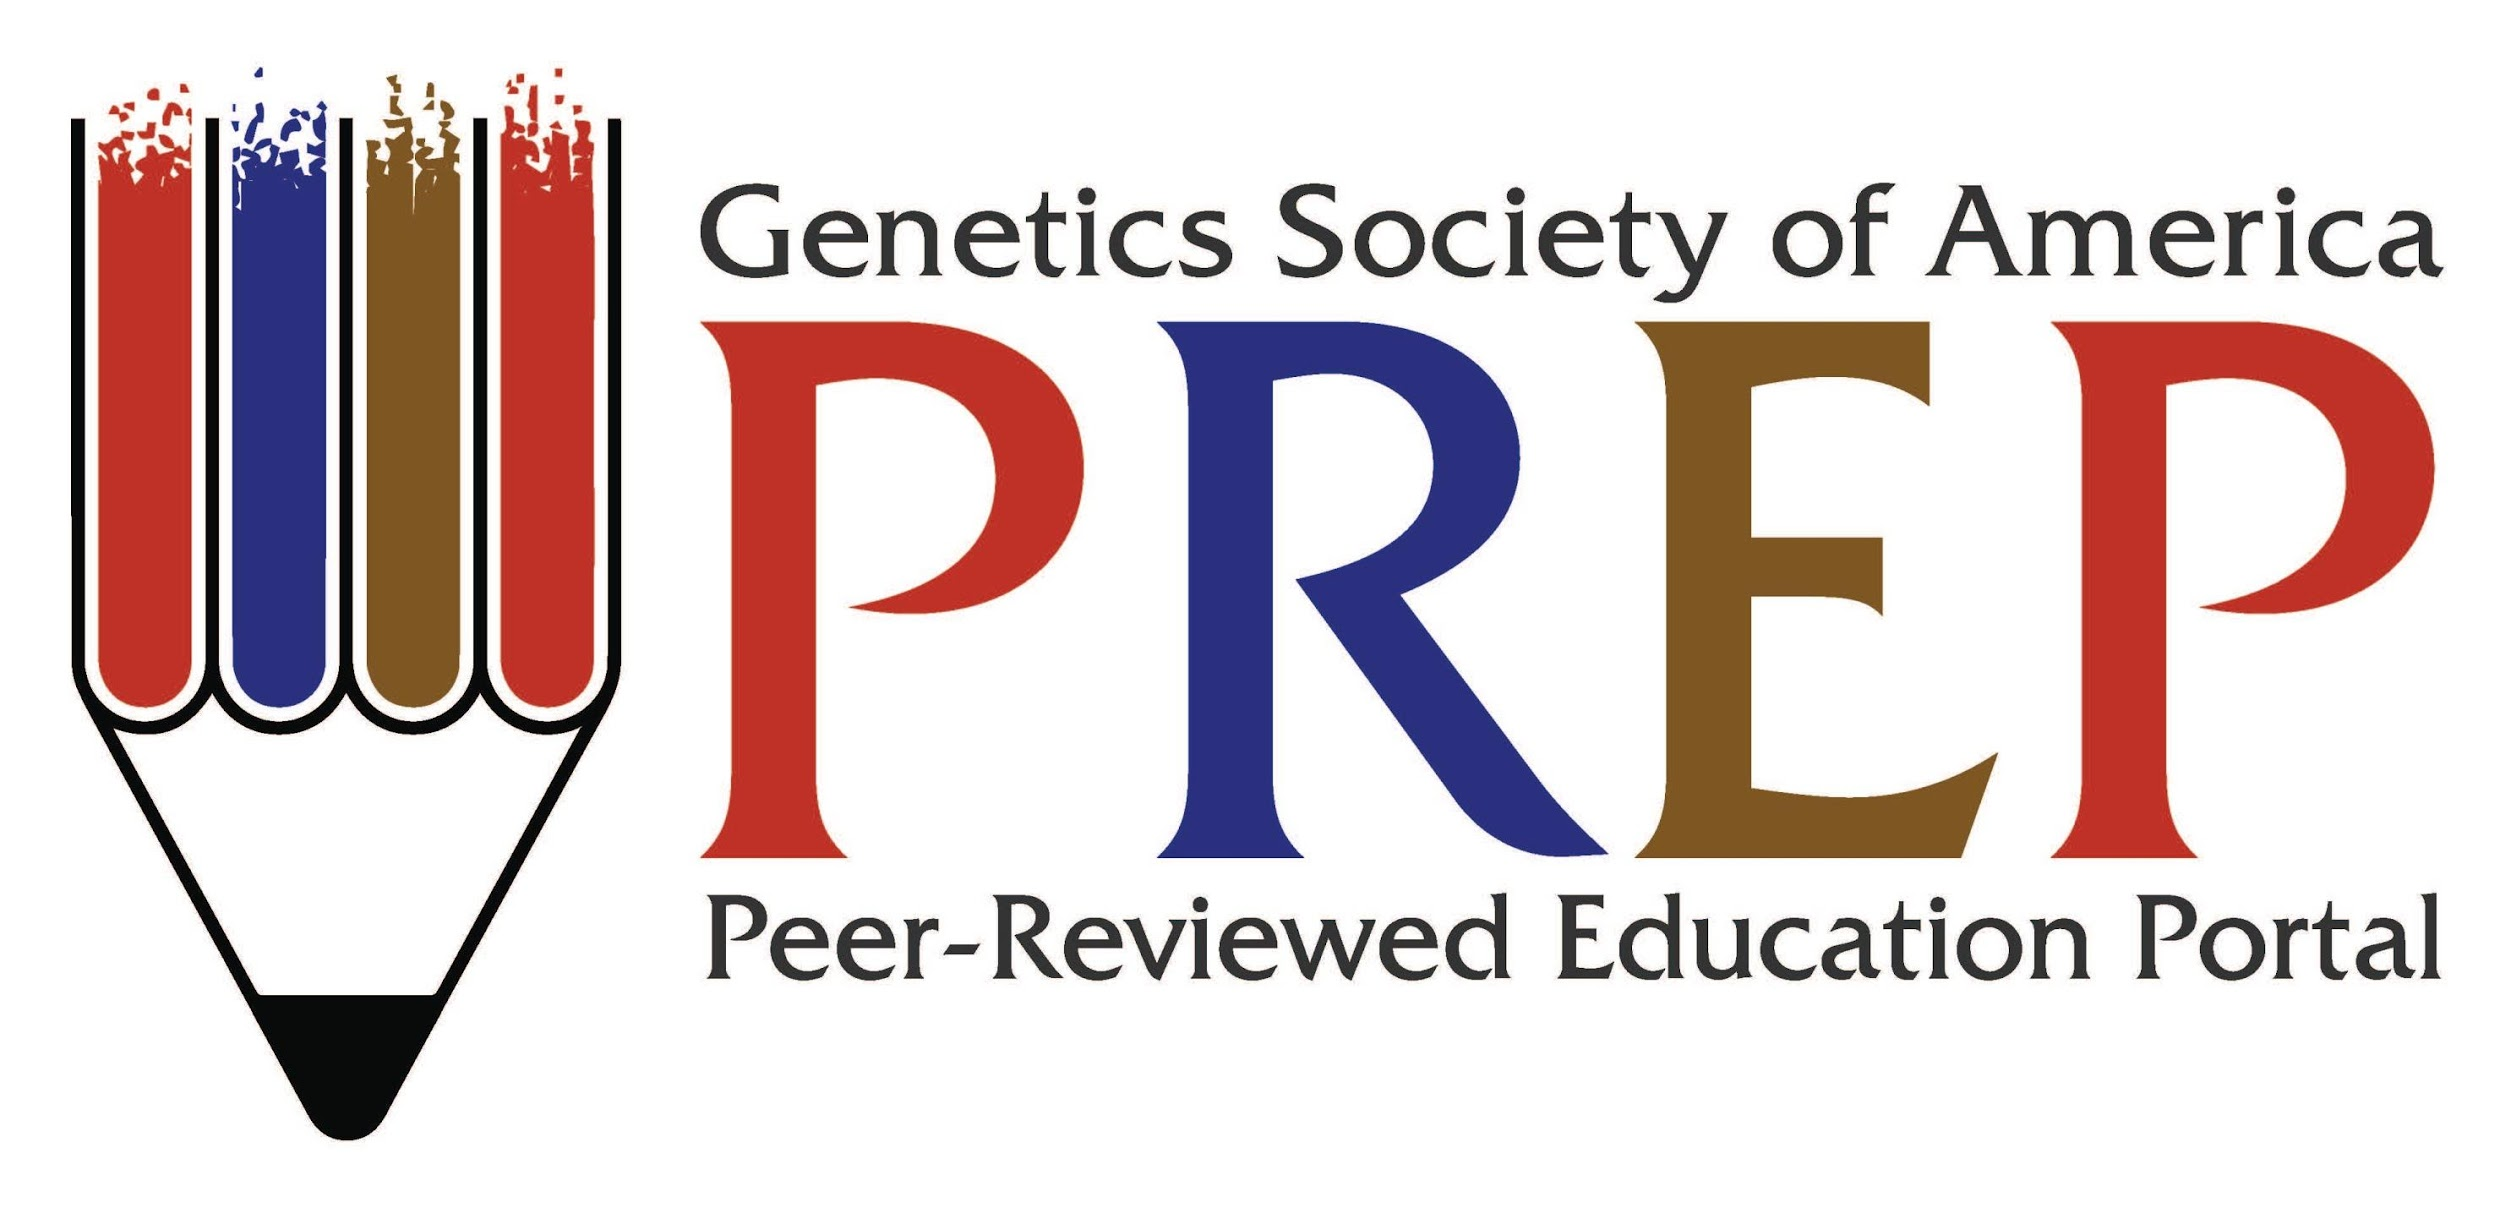 Genetics Society of America
PREP
Peer-Reviewed Education Portal